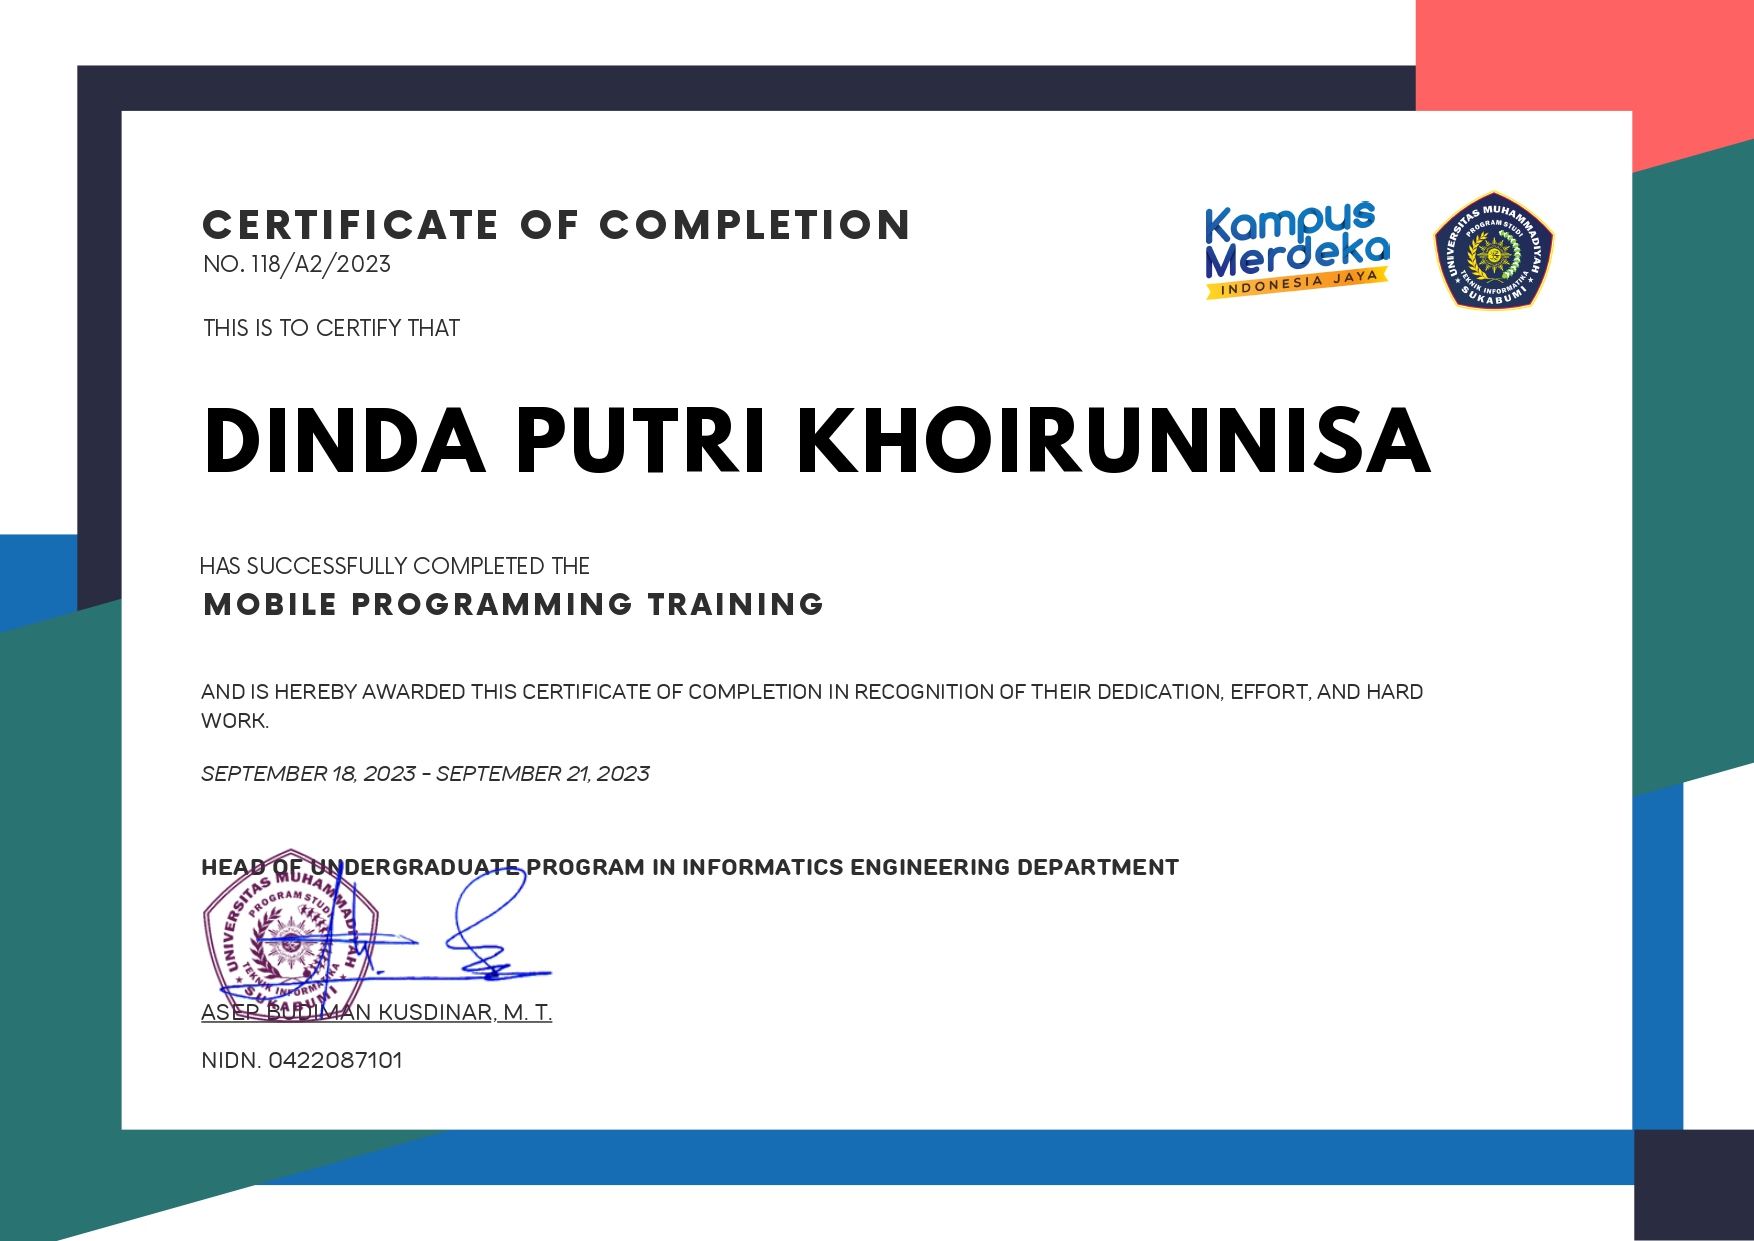 CERTIFICATE OF COMPLETION
NO. 118/A2/2023
Kampus
Merdeka
INDONESIA JAYA
UNIVERSITAS MUHAMMADIYAH
PROGRAM STUDI
TEKNIK INFORMATIKA
SUKABUMI
THIS IS TO CERTIFY THAT
DINDA PUTRI KHOIRUNNISA
HAS SUCCESSFULLY COMPLETED THE
MOBILE PROGRAMMING TRAINING
AND IS HEREBY AWARDED THIS CERTIFICATE OF COMPLETION IN RECOGNITION OF THEIR DEDICATION, EFFORT, AND HARD
WORK.
SEPTEMBER 18, 2023 - SEPTEMBER 21, 2023
HEAD OF UNDERGRADUATE PROGRAM IN INFORMATICS ENGINEERING DEPARTMENT
UNIVERSITAS MUHAMMADIYAH
PROGRAM STUDI
TEKNIK INFORMATIKA
SUKABUMI
ASEP BUDIMAN KUSDINAR, M. T.
NIDN. 0422087101